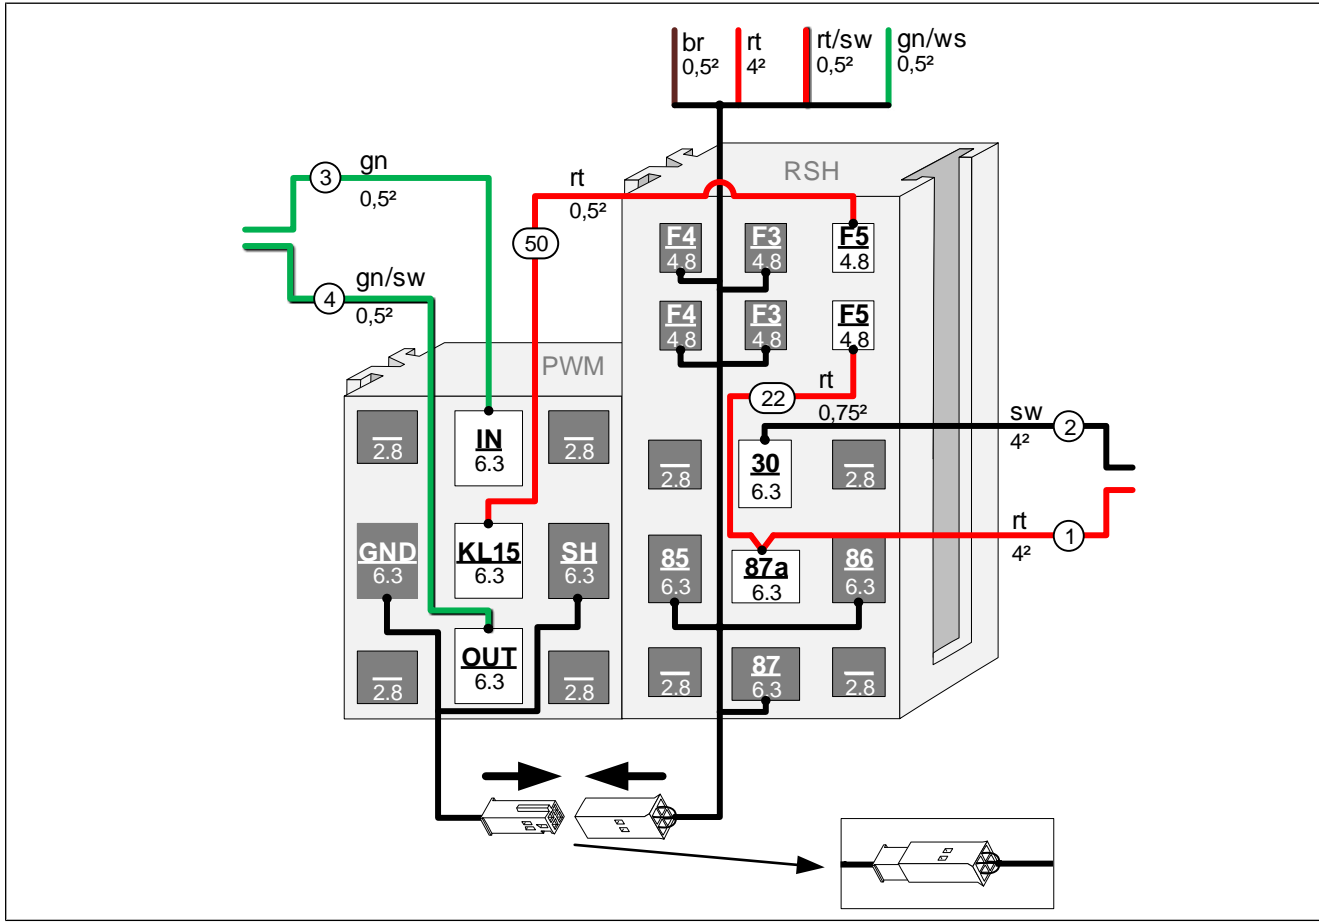 br
0,5²
rt
4²
rt/sw
0,5²
gn/ws
0,5²
RSH
3
gn
0,5²
rt
0,5²
50
4
gn/sw
0,5²
F4
4.8
F3
4.8
F5
4.8
F4
4.8
F3
4.8
F5
4.8
PWM
22
rt
0,75²
sw
4²
2
2.8
IN
6.3
2.8
2.8
30
6.3
2.8
rt
4²
1
GND
6.3
KL15
6.3
SH
6.3
85
6.3
87a
6.3
86
6.3
2.8
OUT
6.3
2.8
2.8
87
6.3
2.8